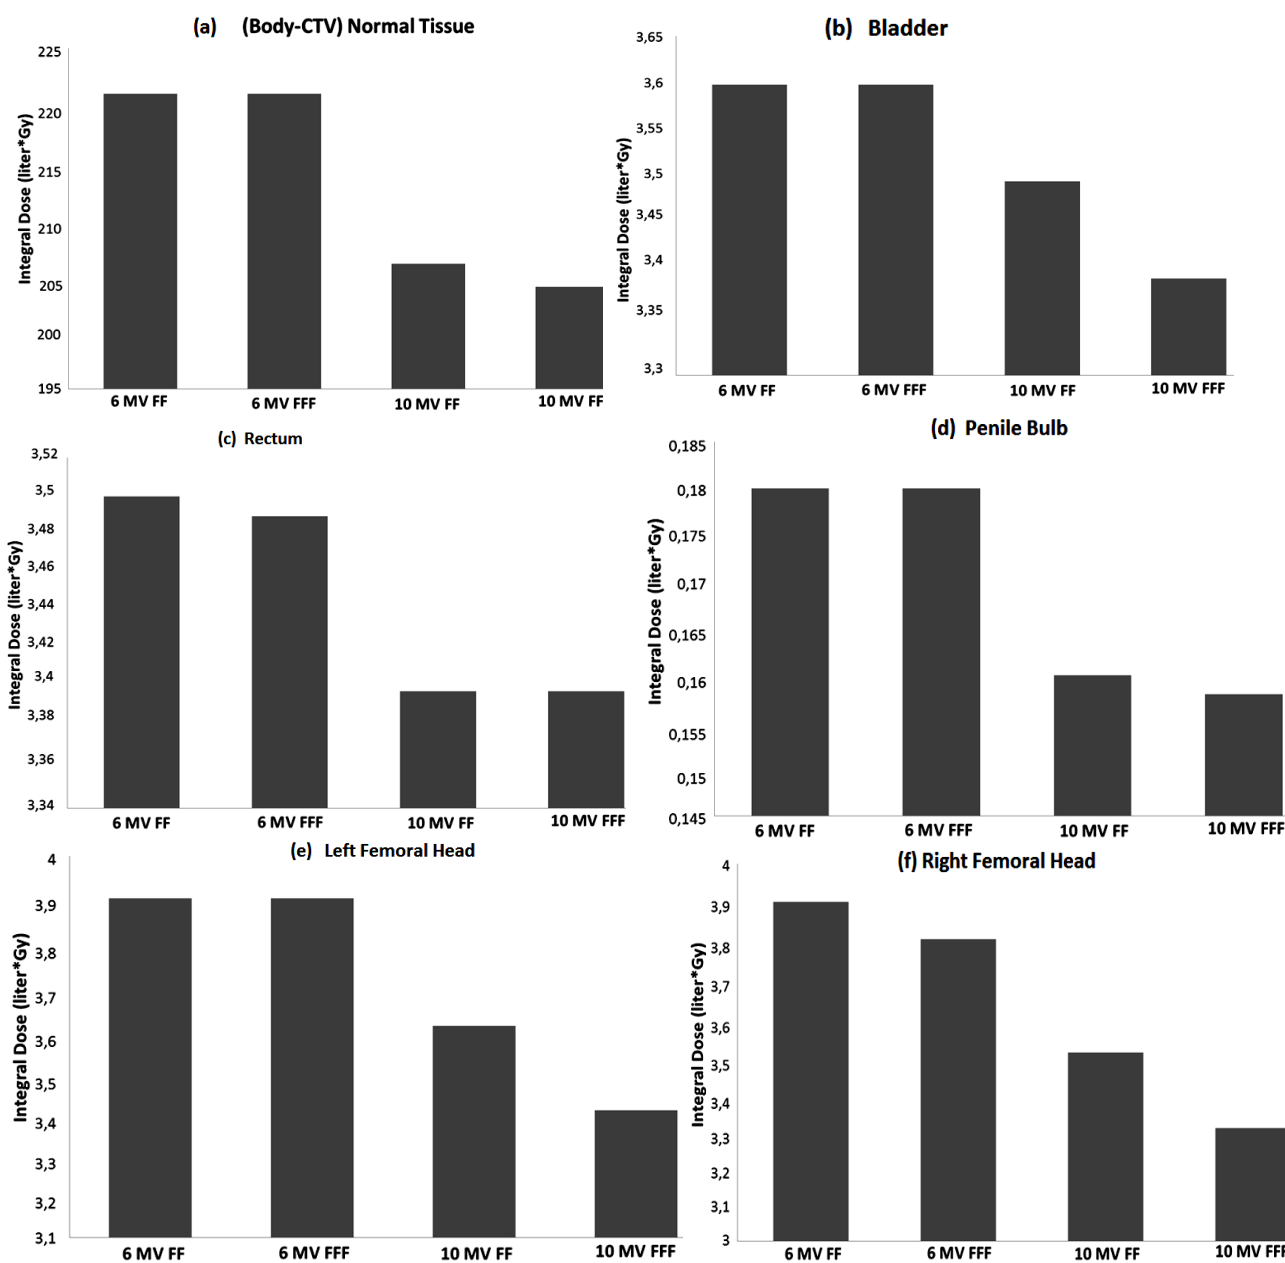 (a) (Body-CTV) Normal Tissue
Integral Dose (liter*Gy)
225
220
215
210
205
200
195
6 MV FF
6 MV FFF
10 MV FF
10 MV FF
(b) Bladder
Integral Dose (liter*Gy)
3,65
3,6
3,55
3,5
3,45
3,4
3,35
3,3
6 MV FF
6 MV FFF
10 MV FF
10 MV FFF
(c) Rectum
Integral Dose (liter*Gy)
3,52
3,5
3,48
3,46
3,44
3,42
3,4
3,38
3,36
3,34
6 MV FF
6 MV FFF
10 MV FF
10 MV FFF
(d) Penile Bulb
Integral Dose (liter*Gy)
0,185
0,18
0,175
0,17
0,165
0,16
0,155
0,15
0,145
6 MV FF
6 MV FFF
10 MV FF
10 MV FFF
(e) Left Femoral Head
Integral Dose (liter*Gy)
4
3,9
3,8
3,7
3,6
3,5
3,4
3,3
3,2
3,1
6 MV FF
6 MV FFF
10 MV FF
10 MV FFF
(f) Right Femoral Head
Integral Dose (liter*Gy)
4
3,9
3,8
3,7
3,6
3,5
3,4
3,3
3,2
3,1
3
6 MV FF
6 MV FFF
10 MV FF
10 MV FFF